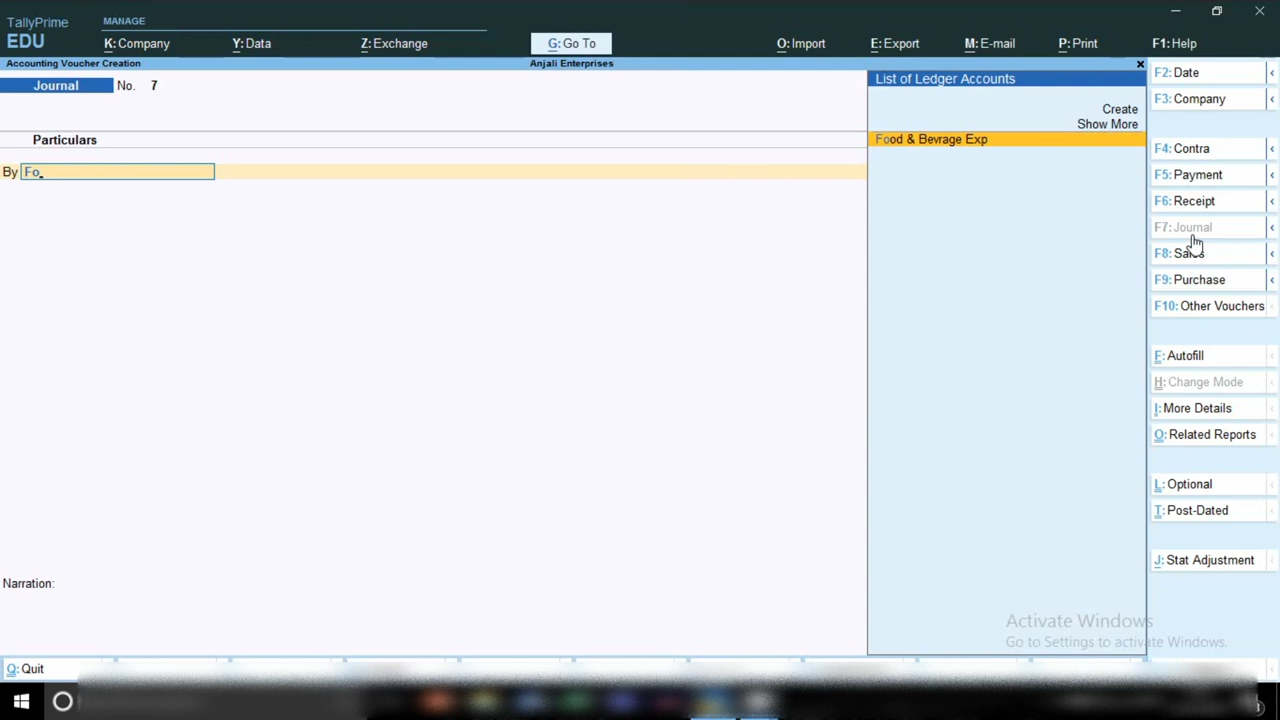 TallyPrime
EDU
MANAGE
K:Company
Y:Data
Z:Exchange
G:Go To
O:Import
E:Export
M:E-mail
P:Print
F1:Help
Accounting Voucher Creation
Anjali Enterprises
Journal No. 7
Particulars
By Fo
Narration:
Q:Quit
List of Ledger Accounts
Create
Show More
Food & Bevrage Exp
F2:Date
F3:Company
F4:Contra
F5:Payment
F6:Receipt
F7:Journal
F8:Sales
F9:Purchase
F10:Other Vouchers
F:Autofill
H:Change Mode
I:More Details
O:Related Reports
L:Optional
T:Post-Dated
J:Stat Adjustment
Activate Windows
Go to Settings to activate Windows.